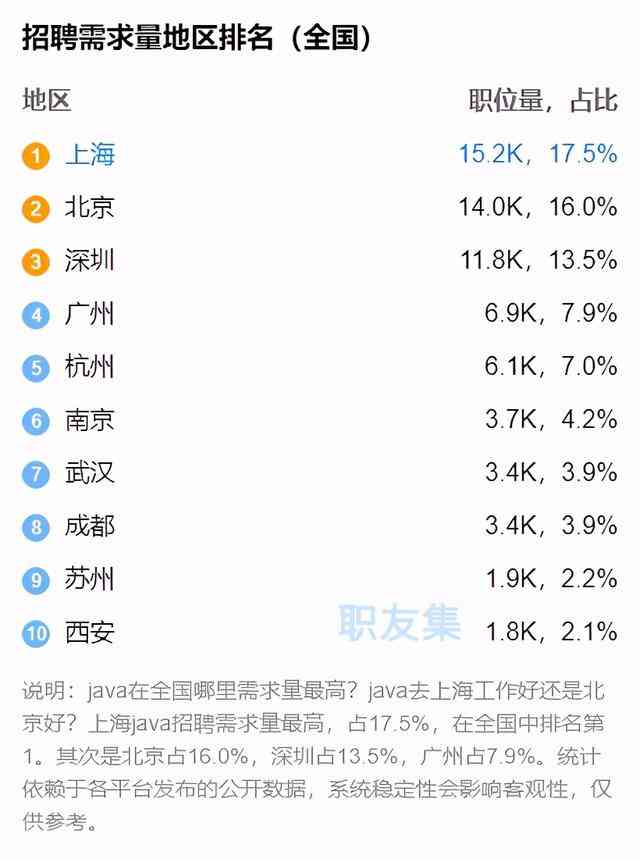 招聘需求量地区排名（全国）
地区 职位量，占比
1 上海 15.2K，17.5%
2 北京 14.0K，16.0%
3 深圳 11.8K，13.5%
4 广州 6.9K，7.9%
5 杭州 6.1K，7.0%
6 南京 3.7K，4.2%
7 武汉 3.4K，3.9%
8 成都 3.4K，3.9%
9 苏州 1.9K，2.2%
10 西安 1.8K，2.1%
职友集
说明：java在全国哪里需求量最高？java去上海工作好还是北
京好？上海java招聘需求量最高，占17.5%，在全国中排名第
1。其次是北京占16.0%，深圳占13.5%，广州占7.9%。统计
依赖于各平台发布的公开数据，系统稳定性会影响客观性，仅
供参考。